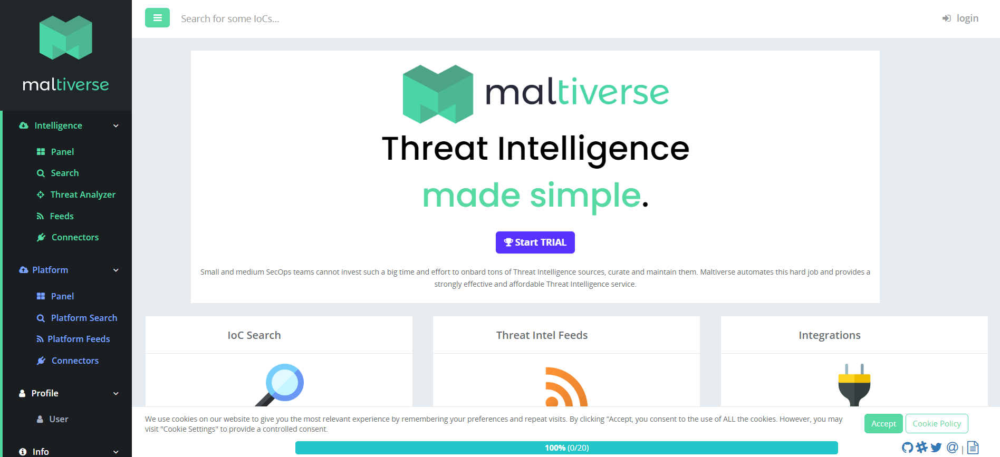 maltiverse
Intelligence
Panel
Search
Threat Analyzer
Feeds
Connectors
Platform
Panel
Platform Search
Platform Feeds
Connectors
Profile
User
Info
Search for some IoCs...
login
maltiverse
Threat Intelligence
made simple.
Start TRIAL
Small and medium SecOps teams cannot invest such a big time and effort to onbard tons of Threat Intelligence sources, curate and maintain them. Maltiverse automates this hard job and provides a
strongly effective and affordable Threat Intelligence service.
IoC Search
Threat Intel Feeds
Integrations
We use cookies on our website to give you the most relevant experience by remembering your preferences and repeat visits. By clicking “Accept, you consent to the use of ALL the cookies. However, you may
visit "Cookie Settings" to provide a controlled consent.
Accept
Cookie Policy
100% (0/20)
@ |